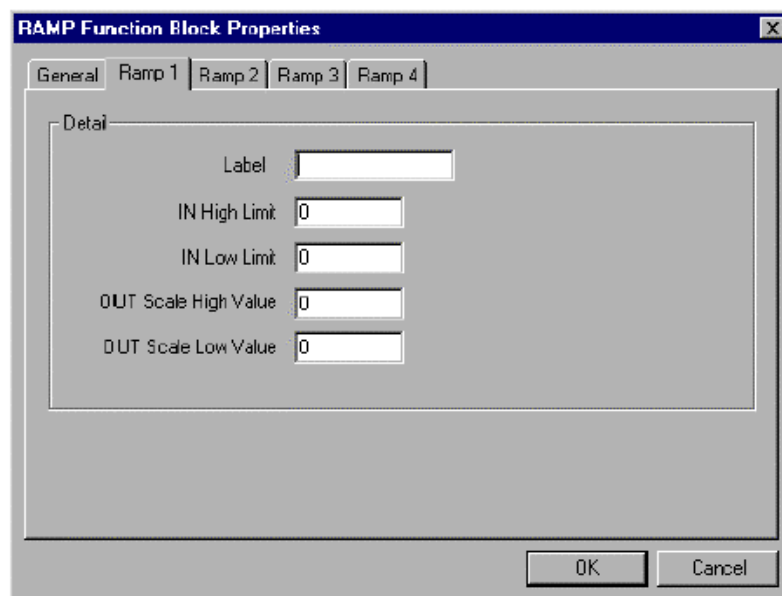 RAMP Function Block Properties
General Ramp 1 Ramp 2 Ramp 3 Ramp 4
Detail
Label
IN High Limit 0
IN Low Limit 0
OUT Scale High Value 0
OUT Scale Low Value 0
OK Cancel